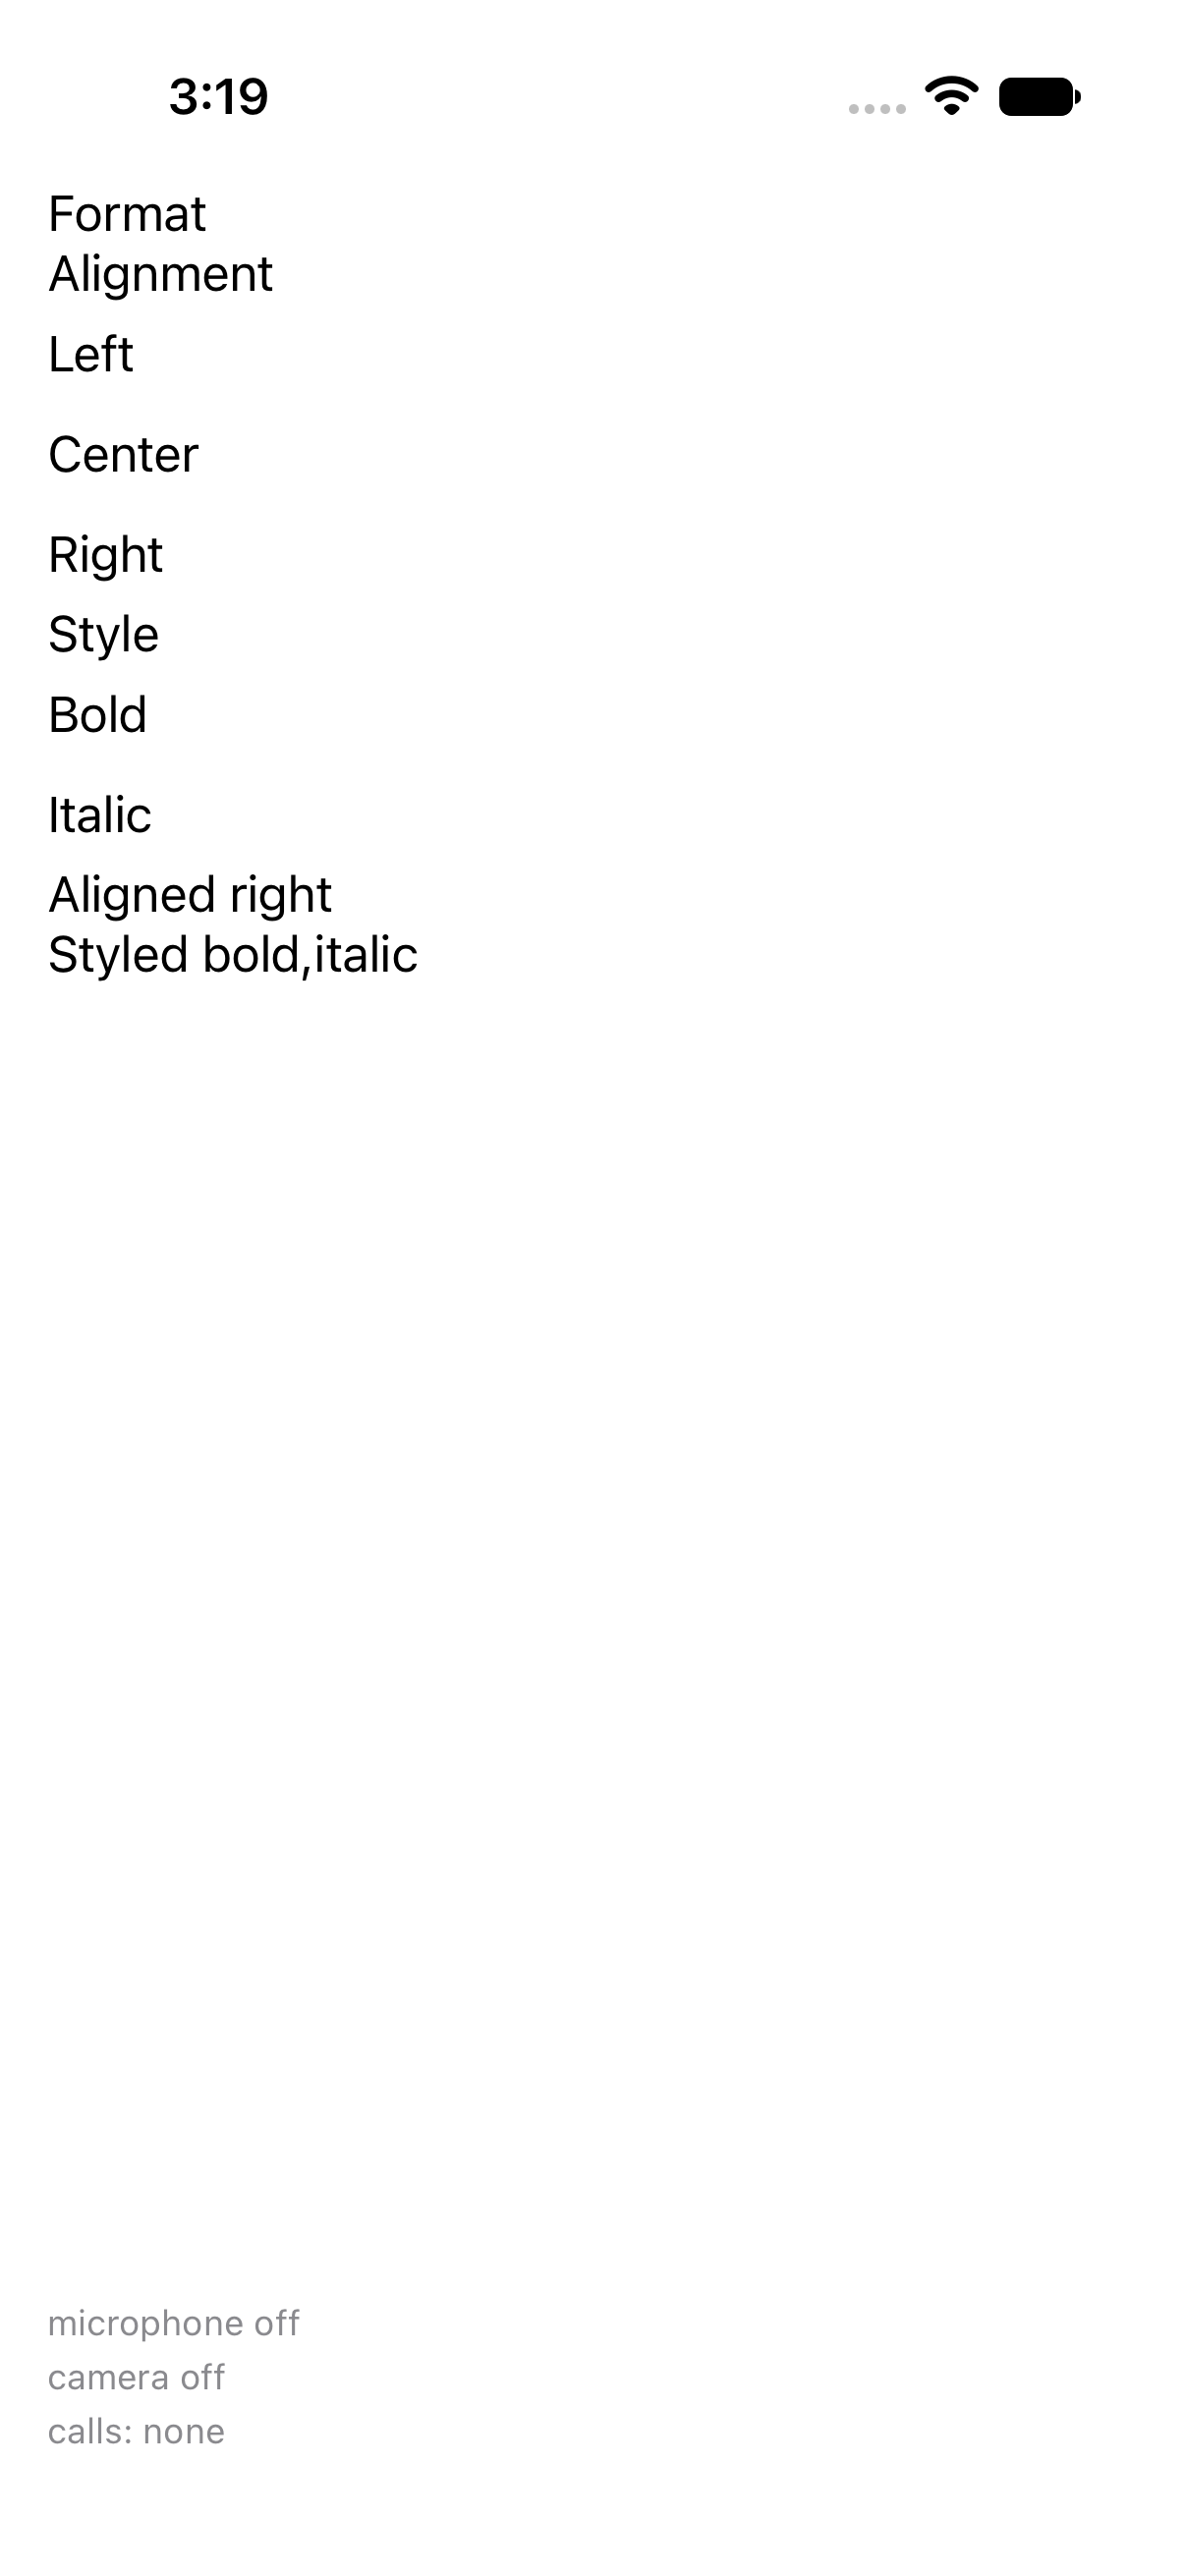 3:19
Format
Alignment
Left
Center
Right
Style
Bold
Italic
Aligned right
Styled bold,italic
microphone off
camera off
calls: none